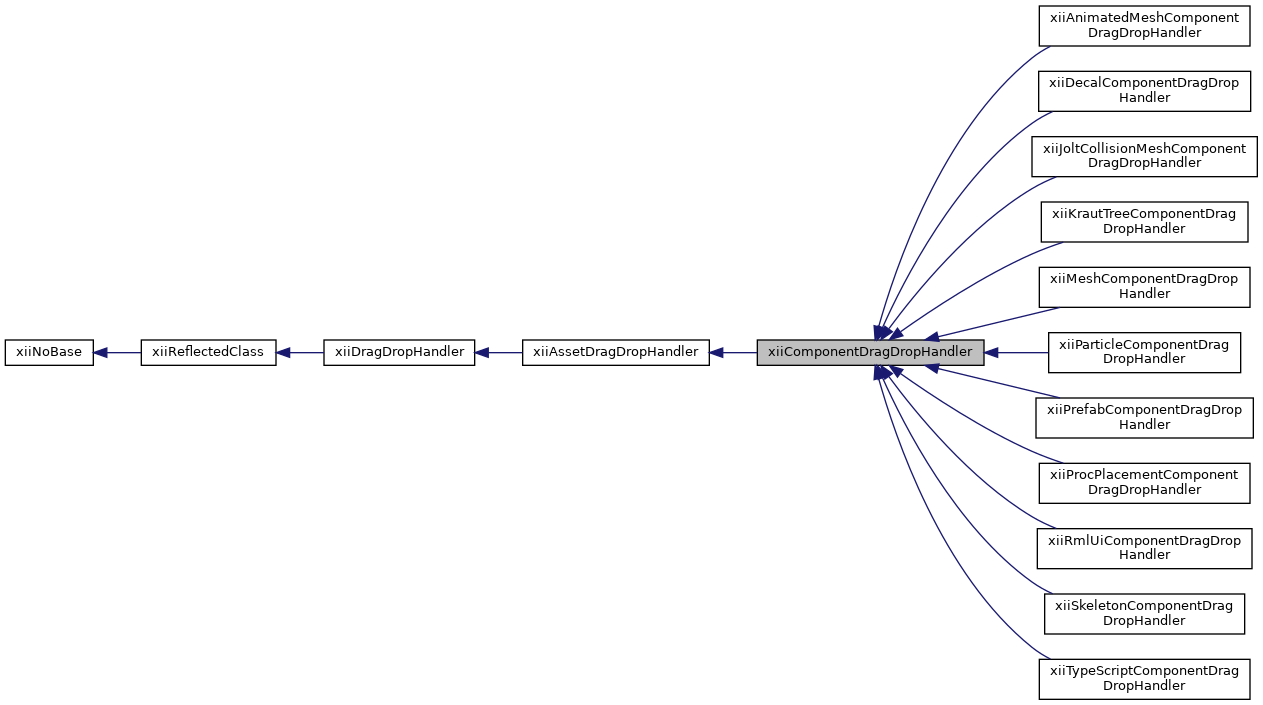 xiiAnimatedMeshComponent
DragDropHandler
xiiDecalComponentDragDrop
Handler
xiiJoltCollisionMeshComponent
DragDropHandler
xiiKrautTreeComponentDrag
DropHandler
xiiMeshComponentDragDrop
Handler
xiiNoBase
xiiReflectedClass
xiiDragDropHandler
xiiAssetDragDropHandler
xiiComponentDragDropHandler
xiiParticleComponentDrag
DropHandler
xiiPrefabComponentDragDrop
Handler
xiiProcPlacementComponent
DragDropHandler
xiiRmlUiComponentDragDrop
Handler
xiiSkeletonComponentDrag
DropHandler
xiiTypeScriptComponentDrag
DropHandler